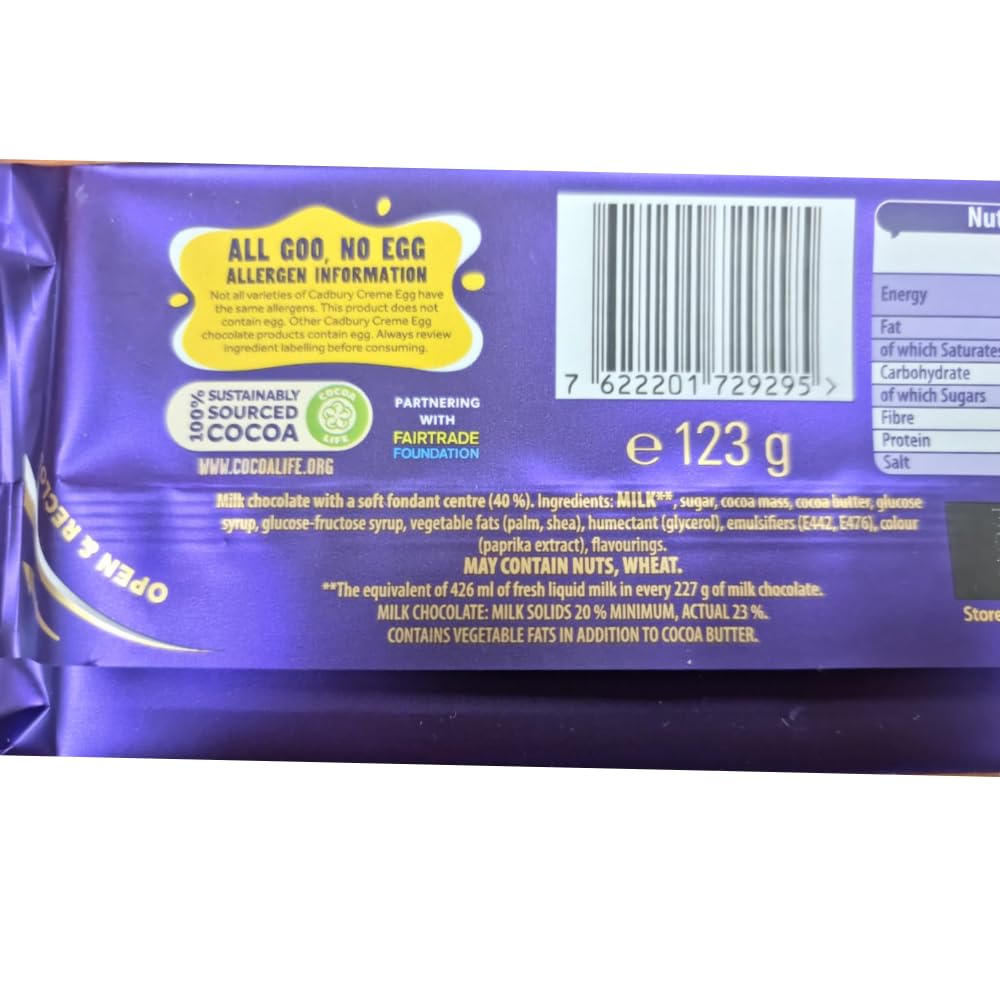 ALL GOO, NO EGG
ALLERGEN INFORMATION
Not all varieties of Cadbury Creme Egg have
the same allergens. This product does not
contain egg. Other Cadbury Creme Egg
chocolate products contain egg. Always review
ingredient labelling before consuming.
100% SUSTAINABLY
SOURCED
COCOA
COCOA
LIFE
WWW.COCOALIFE.ORG
PARTNERING
WITH
FAIRTRADE
FOUNDATION
7 622201 729295 >
e 123 g
Energy
Fat
of which Saturates
Carbohydrate
of which Sugars
Fibre
Protein
Salt
Milk chocolate with a soft fondant centre (40 %). Ingredients: MILK**, sugar, cocoa mass, cocoa butter, glucose
syrup, glucose-fructose syrup, vegetable fats (palm, shea), humectant (glycerol), emulsifiers (E442, E476), colour
(paprika extract), flavourings.
MAY CONTAIN NUTS, WHEAT.
**The equivalent of 426 ml of fresh liquid milk in every 227 g of milk chocolate.
MILK CHOCOLATE: MILK SOLIDS 20 % MINIMUM, ACTUAL 23 %.
CONTAINS VEGETABLE FATS IN ADDITION TO COCOA BUTTER.
OPEN & RECLO
Store